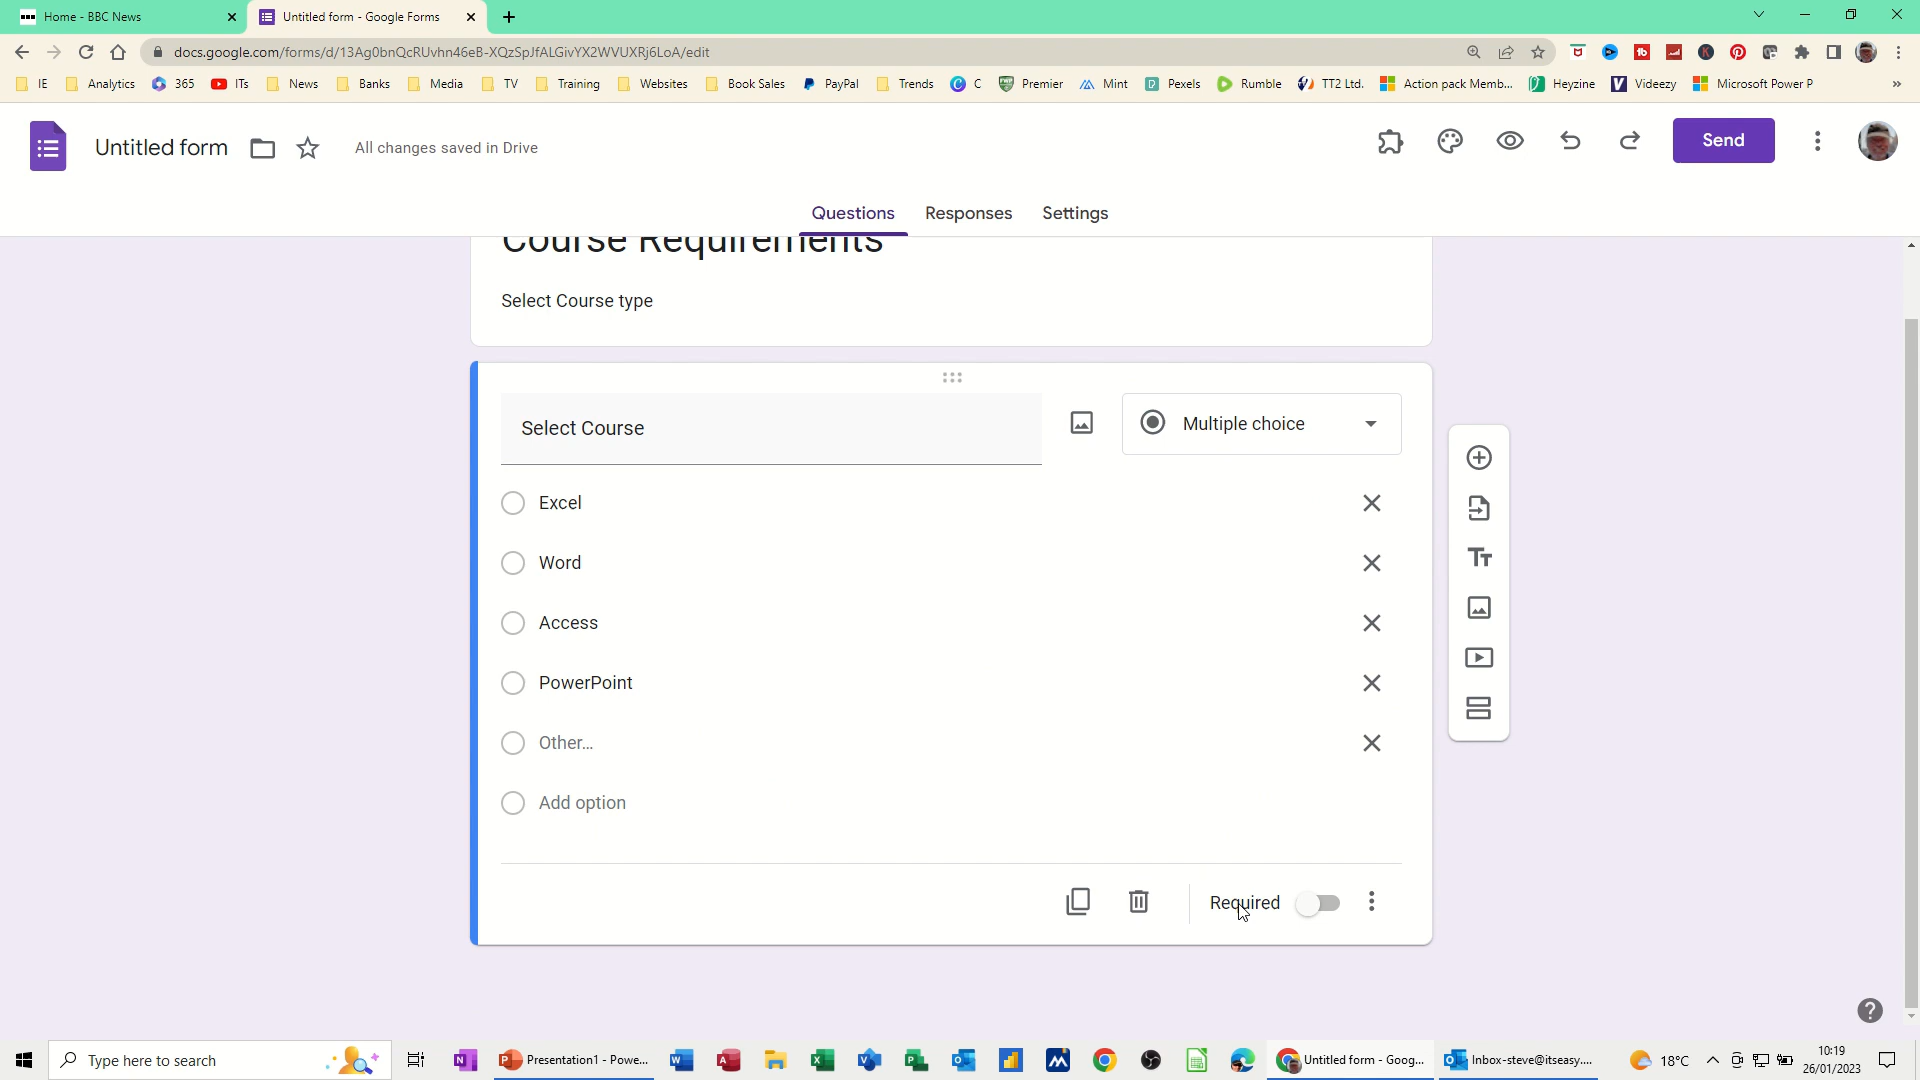 Home - BBC News
Untitled form - Google Forms
docs.google.com/forms/d/13Ag0bnQcRUvhn46eB-XQzSpJfALGivYX2WVUXRj6LoA/edit
IE
Analytics
365
ITs
News
Banks
Media
TV
Training
Websites
Book Sales
PayPal
Trends
C
Premier
Mint
Pexels
Rumble
TT2 Ltd.
Action pack Memb...
Heyzine
Videezy
Microsoft Power P
»
Untitled form
All changes saved in Drive
Send
Questions
Responses
Settings
Course Requirements
Select Course type
Select Course
Multiple choice
Excel
Word
Access
PowerPoint
Other...
Add option
Required
Type here to search
Presentation1 - Powe...
Untitled form - Goog...
Inbox-steve@itseasy....
18°C
10:19
26/01/2023